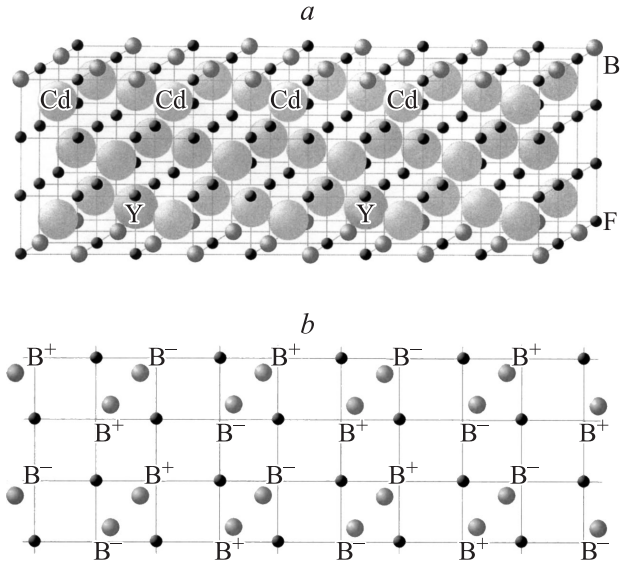 a
B
Cd Cd Cd Cd
Y Y
F
b
B⁺ B⁻ B⁺ B⁻ B⁺
B⁺ B⁻ B⁺ B⁻ B⁺
B⁻ B⁺ B⁻ B⁺ B⁻
B⁻ B⁺ B⁻ B⁺ B⁻